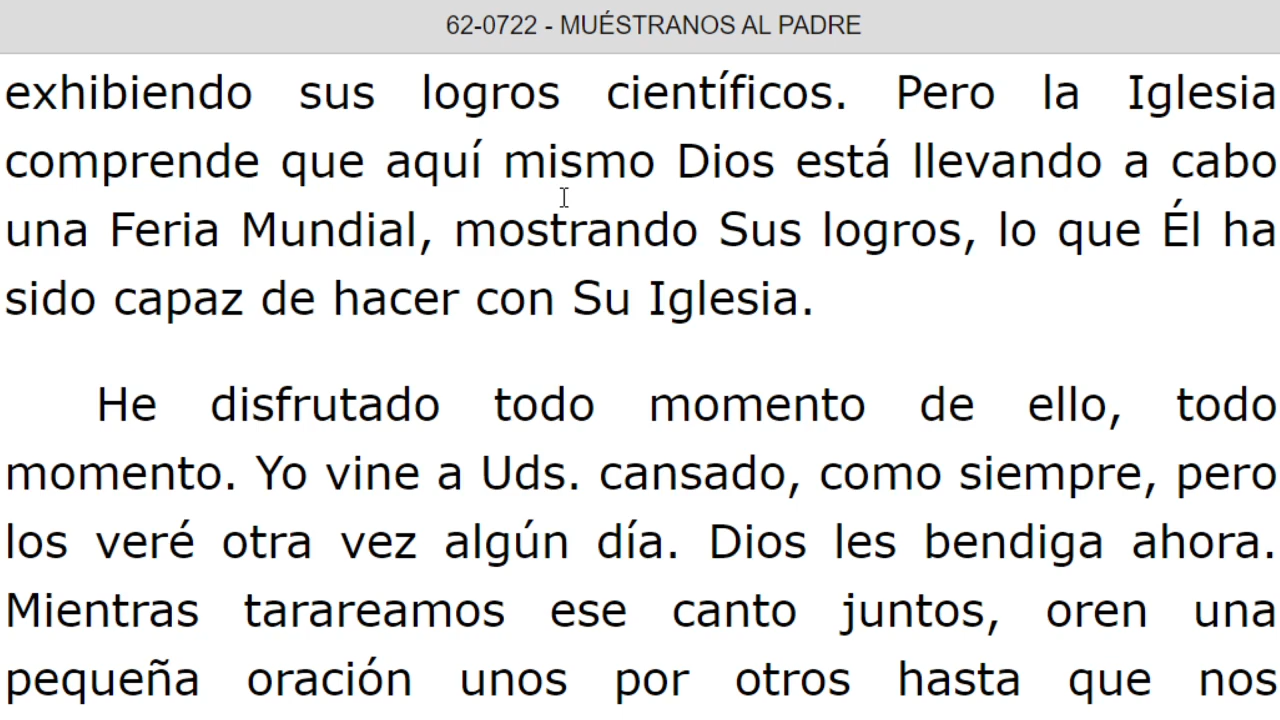 62-0722 - MUÉSTRANOS AL PADRE
exhibiendo sus logros científicos. Pero la Iglesia
comprende que aquí mismo Dios está llevando a cabo
una Feria Mundial, mostrando Sus logros, lo que Él ha
sido capaz de hacer con Su Iglesia.
He disfrutado todo momento de ello, todo
momento. Yo vine a Uds. cansado, como siempre, pero
los veré otra vez algún día. Dios les bendiga ahora.
Mientras tarareamos ese canto juntos, oren una
pequeña oración unos por otros hasta que nos